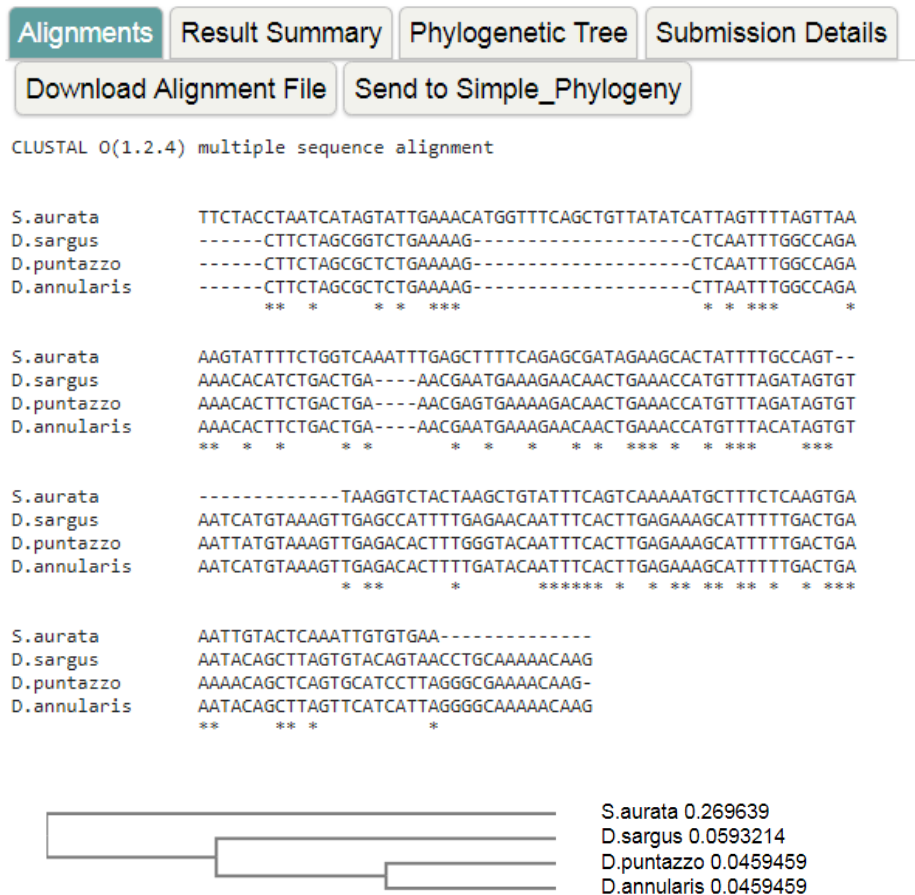 Alignments Result Summary Phylogenetic Tree Submission Details
Download Alignment File Send to Simple_Phylogeny
CLUSTAL O(1.2.4) multiple sequence alignment
S.aurata TTCTACCTAATCATAGTATTGAAACATGGTTTCAGCTGTTATATCATTAGTTTTAGTTAA
D.sargus ------CTTCTAGCGGTCTGAAAAG--------------------CTCAATTTGGCCAGA
D.puntazzo ------CTTCTAGCGCTCTGAAAAG--------------------CTCAATTTGGCCAGA
D.annularis ------CTTCTAGCGCTCTGAAAAG--------------------CTTAATTTGGCCAGA
** * * * *** * * *** *
S.aurata AAGTATTTTCTGGTCAAATTTGAGCTTTTCAGAGCGATAGAAGCACTATTTTGCCAGT--
D.sargus AAACACATCTGACTGA----AACGAATGAAAGAACAACTGAAACCATGTTTAGATAGTGT
D.puntazzo AAACACTTCTGACTGA----AACGAGTGAAAAGACAACTGAAACCATGTTTAGATAGTGT
D.annularis AAACACTTCTGACTGA----AACGAATGAAAGAACAACTGAAACCATGTTTACATAGTGT
** * * * * * * * * * *** * * *** ***
S.aurata -------------TAAGGTCTACTAAGCTGTATTTCAGTCAAAAATGCTTTCTCAAGTGA
D.sargus AATCATGTAAAGTTGAGCCATTTTGAGAACAATTTCACTTGAGAAAGCATTTTTGACTGA
D.puntazzo AATTATGTAAAGTTGAGACACTTTGGGTACAATTTCACTTGAGAAAGCATTTTTGACTGA
D.annularis AATCATGTAAAGTTGAGACACTTTTGATACAATTTCACTTGAGAAAGCATTTTTGACTGA
* ** * ****** * * ** ** ** * * ***
S.aurata AATTGTACTCAAATTGTGTGAA--------------
D.sargus AATACAGCTTAGTGTACAGTAACCTGCAAAAACAAG
D.puntazzo AAAACAGCTCAGTGCATCCTTAGGGCGAAAACAAG-
D.annularis AATACAGCTTAGTTCATCATTAGGGGCAAAAACAAG
** ** * *
S.aurata 0.269639
D.sargus 0.0593214
D.puntazzo 0.0459459
D.annularis 0.0459459